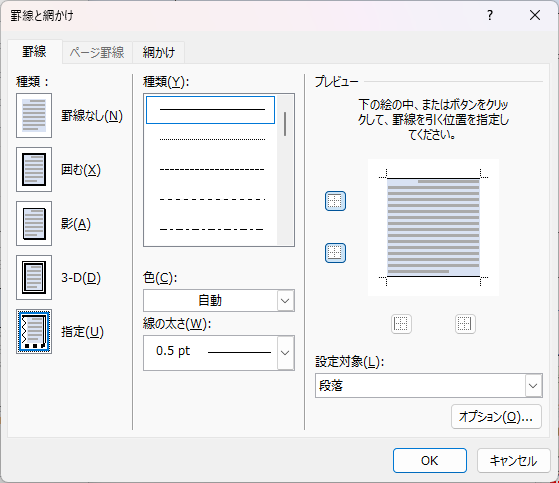 罫線と網かけ
?
罫線
ページ罫線
網かけ
種類：
罫線なし(N)
囲む(X)
影(A)
3-D(D)
指定(U)
種類(Y):
色(C):
自動
線の太さ(W):
0.5 pt
プレビュー
下の絵の中、またはボタンをクリッ
クして、罫線を引く位置を指定し
てください。
設定対象(L):
段落
オプション(O)...
OK
キャンセル